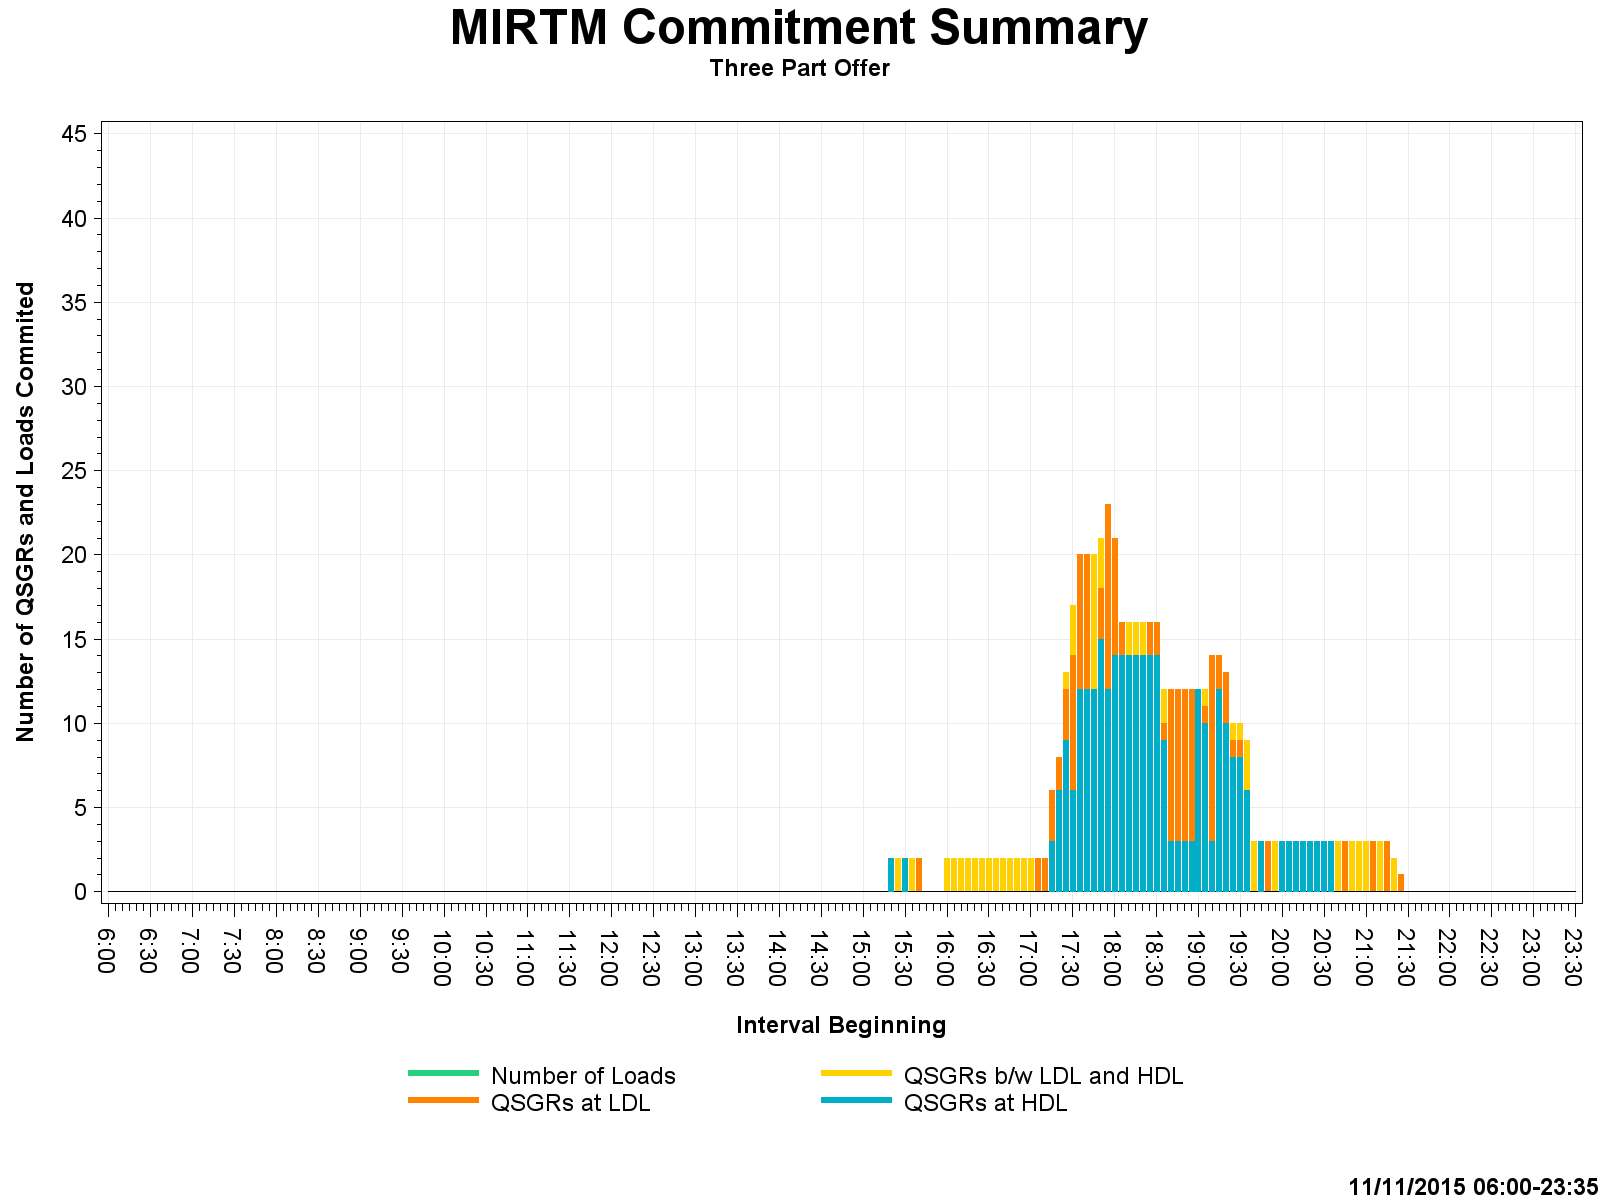 MIRTM Commitment Summary
Three Part Offer
Number of QSGRs and Loads Commited
45
40
35
30
25
20
15
10
5
0
6:00 6:30 7:00 7:30 8:00 8:30 9:00 9:30 10:00 10:30 11:00 11:30 12:00 12:30 13:00 13:30 14:00 14:30 15:00 15:30 16:00 16:30 17:00 17:30 18:00 18:30 19:00 19:30 20:00 20:30 21:00 21:30 22:00 22:30 23:00 23:30
Interval Beginning
Number of Loads QSGRs b/w LDL and HDL
QSGRs at LDL QSGRs at HDL
11/11/2015 06:00-23:35